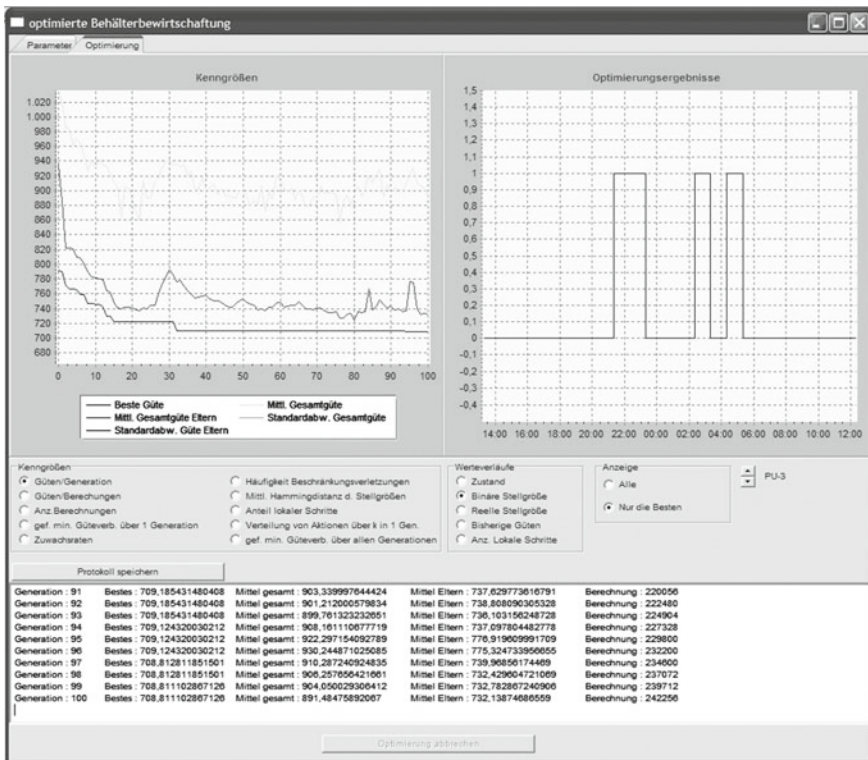 optimierte Behälterbewirtschaftung
Parameter Optimierung
Kenngrößen
1.020
1.000
980
960
940
920
900
880
860
840
820
800
780
760
740
720
700
680
0 10 20 30 40 50 60 70 80 90 100
Beste Güte Mittl. Gesamtgüte
Mittl. Gesamtgüte Eltern Standardabw. Gesamtgüte
Standardabw. Güte Eltern
Optimierungsergebnisse
1,5
1,4
1,3
1,2
1,1
1
0,9
0,8
0,7
0,6
0,5
0,4
0,3
0,2
0,1
0
-0,1
-0,2
-0,3
-0,4
14:00 16:00 18:00 20:00 22:00 00:00 02:00 04:00 06:00 08:00 10:00 12:00
Kenngrößen
Güten/Generation
Güten/Berechungen
Anz.Berechnungen
gef. min. Güteverb. über 1 Generation
Zuwachsraten
Häufigkeit Beschränkungsverletzungen
Mittl. Hammingdistanz d. Stellgrößen
Anteil lokaler Schritte
Verteilung von Aktionen über k in 1 Gen.
gef. min. Güteverb. über allen Generationen
Werteverläufe
Zustand
Binäre Stellgröße
Reelle Stellgröße
Bisherige Güten
Anz. Lokale Schritte
Anzeige
Alle
Nur die Besten
PU-3
Protokoll speichern
Generation : 91 Bestes : 709,185431480408 Mittel gesamt : 903,339997644424 Mittel Eltern : 737,629773616791 Berechnung : 220056
Generation : 92 Bestes : 709,185431480408 Mittel gesamt : 901,212000579834 Mittel Eltern : 738,808090305328 Berechnung : 222480
Generation : 93 Bestes : 709,185431480408 Mittel gesamt : 899,761323232651 Mittel Eltern : 736,103156248728 Berechnung : 224904
Generation : 94 Bestes : 709,124320030212 Mittel gesamt : 908,1611067７719 Mittel Eltern : 737,097804482778 Berechnung : 227328
Generation : 95 Bestes : 709,124320030212 Mittel gesamt : 922,297154092789 Mittel Eltern : 776,919609991709 Berechnung : 229800
Generation : 96 Bestes : 709,124320030212 Mittel gesamt : 930,244871025085 Mittel Eltern : 775,324733956655 Berechnung : 232200
Generation : 97 Bestes : 708,812811851501 Mittel gesamt : 910,287240924835 Mittel Eltern : 739,96856174469 Berechnung : 234600
Generation : 98 Bestes : 708,812811851501 Mittel gesamt : 906,257656421661 Mittel Eltern : 732,429604721069 Berechnung : 237072
Generation : 99 Bestes : 708,811102867126 Mittel gesamt : 904,050029306412 Mittel Eltern : 732,782867240906 Berechnung : 239712
Generation : 100 Bestes : 708,811102867126 Mittel gesamt : 891,48475892067 Mittel Eltern : 732,13874686559 Berechnung : 242256
Optimierung abbrechen